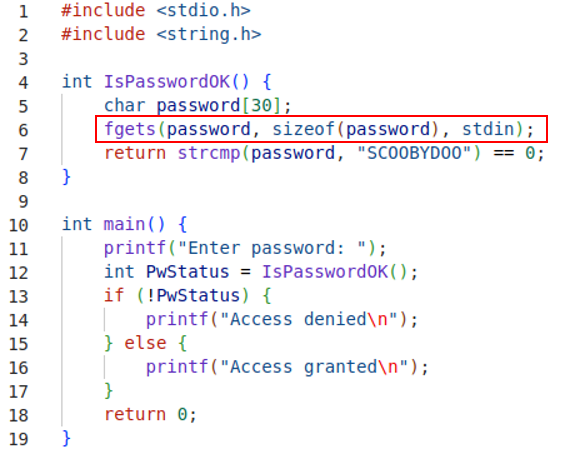 1 #include <stdio.h>
2 #include <string.h>
3
4 int IsPasswordOK() {
5     char password[30];
6     fgets(password, sizeof(password), stdin);
7     return strcmp(password, "SCOOBYDOO") == 0;
8 }
9
10 int main() {
11     printf("Enter password: ");
12     int PwStatus = IsPasswordOK();
13     if (!PwStatus) {
14         printf("Access denied\n");
15     } else {
16         printf("Access granted\n");
17     }
18     return 0;
19 }